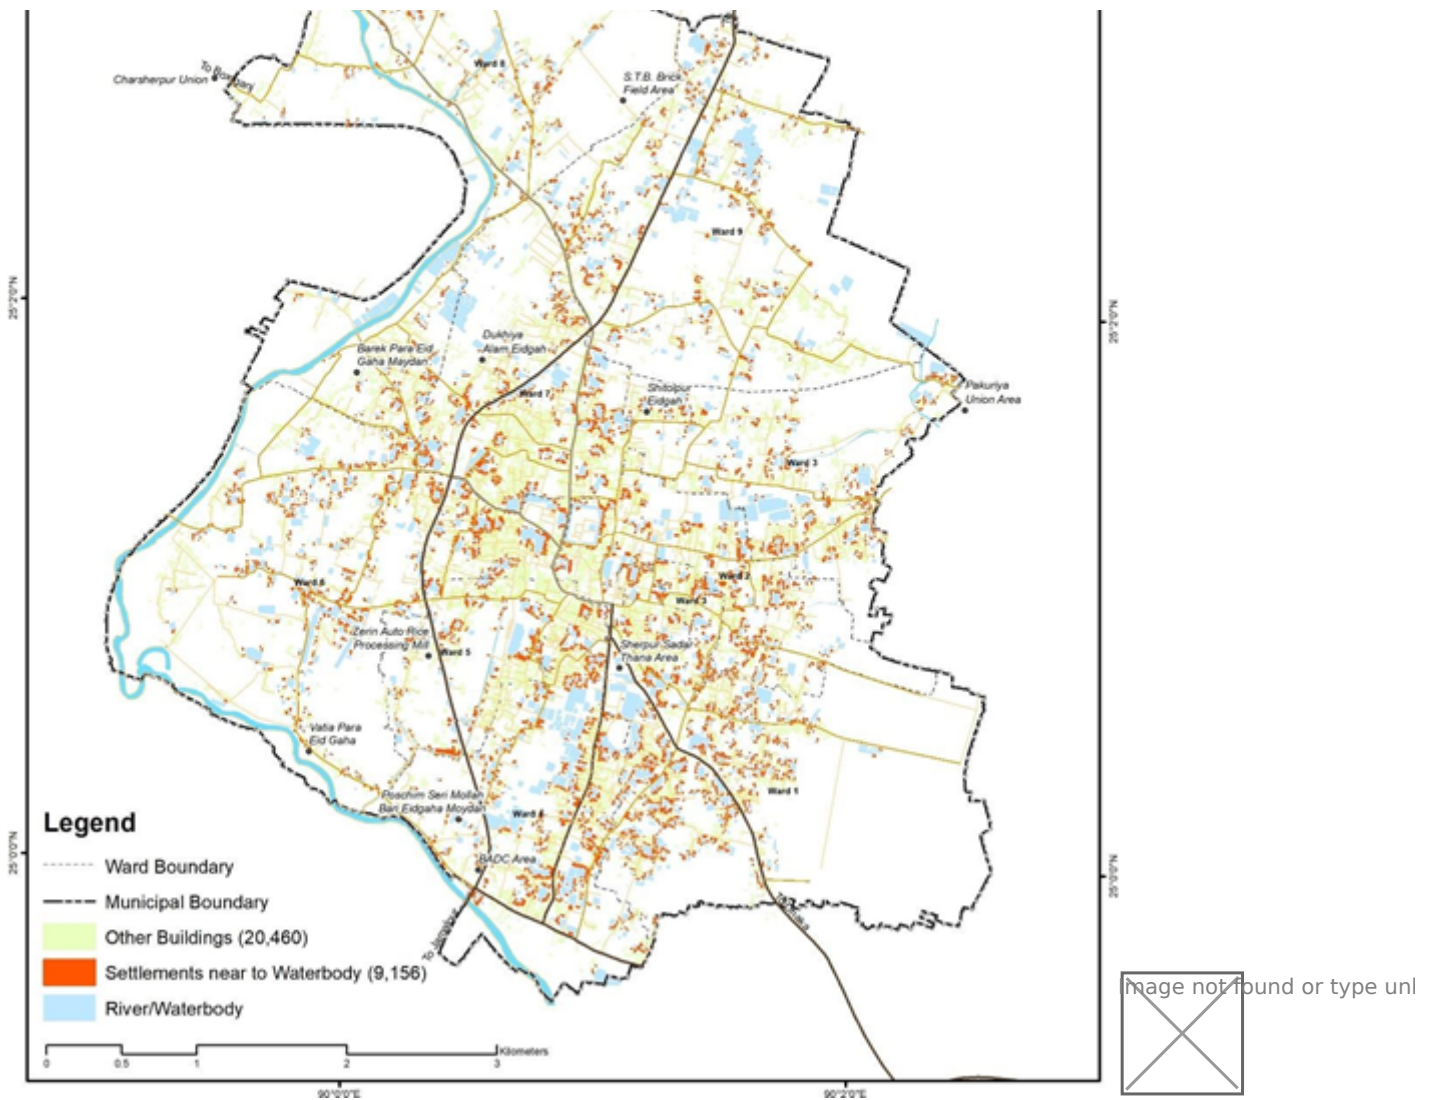 Ward 8
To Boxiganj
Charsherpur Union
S.T.B. Brick
Field Area
Ward 9
25°2'0"N
25°2'0"N
Dukhiya
Alam Eidgah
Barek Para Eid
Gaha Maydan
Ward 7
Shitolpur
Eidgah
Pakuriya
Union Area
Ward 3
Ward 2
Ward 6
Ward 3
Zerin Auto Rice
Processing Mill
Ward 5
Sherpur Sadar
Thana Area
Vatia Para
Eid Gaha
Ward 1
Poschim Seri Mollah
Bari Eidgaha Moydan
BADC Area
25°0'0"N
25°0'0"N
Legend
Ward Boundary
Municipal Boundary
Other Buildings (20,460)
Settlements near to Waterbody (9,156)
River/Waterbody
Kilometers
0 0.5 1 2 3
90°0'0"E
90°2'0"E
Image not found or type unl